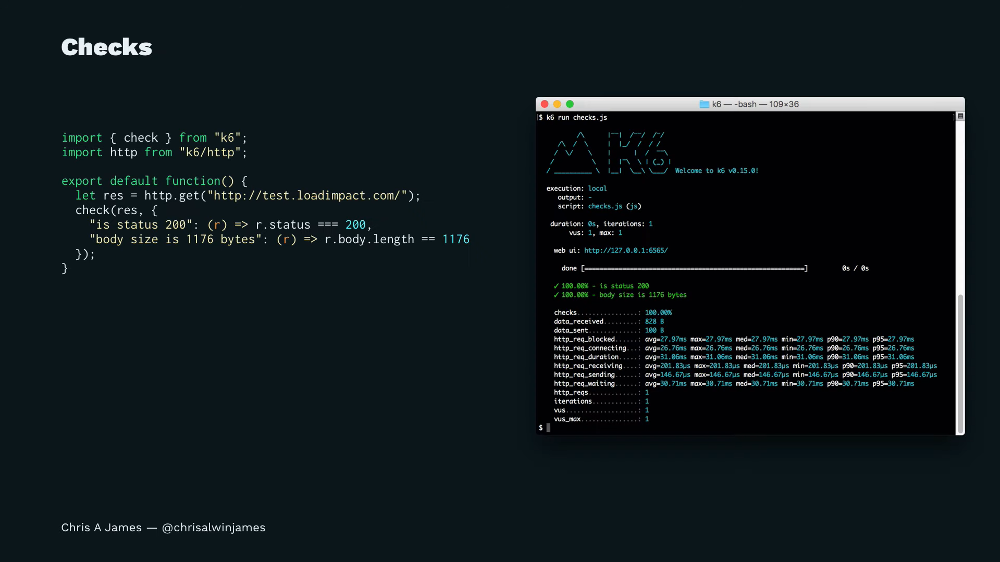 Checks
import { check } from "k6";
import http from "k6/http";
export default function() {
  let res = http.get("http://test.loadimpact.com/");
  check(res, {
    "is status 200": (r) => r.status === 200,
    "body size is 1176 bytes": (r) => r.body.length == 1176
  });
}
k6 — -bash — 109×36
[$ k6 run checks.js ]
Welcome to k6 v0.15.0!
execution: local
output: -
script: checks.js (js)
duration: 0s, iterations: 1
vus: 1, max: 1
web ui: http://127.0.0.1:6565/
done [==========================================================] 0s / 0s
✓ 100.00% - is status 200
✓ 100.00% - body size is 1176 bytes
checks................: 100.00%
data_received.........: 828 B
data_sent.............: 100 B
http_req_blocked......: avg=27.97ms max=27.97ms med=27.97ms min=27.97ms p90=27.97ms p95=27.97ms
http_req_connecting...: avg=26.76ms max=26.76ms med=26.76ms min=26.76ms p90=26.76ms p95=26.76ms
http_req_duration.....: avg=31.06ms max=31.06ms med=31.06ms min=31.06ms p90=31.06ms p95=31.06ms
http_req_receiving....: avg=201.83µs max=201.83µs med=201.83µs min=201.83µs p90=201.83µs p95=201.83µs
http_req_sending......: avg=146.67µs max=146.67µs med=146.67µs min=146.67µs p90=146.67µs p95=146.67µs
http_req_waiting......: avg=30.71ms max=30.71ms med=30.71ms min=30.71ms p90=30.71ms p95=30.71ms
http_reqs.............: 1
iterations............: 1
vus...................: 1
vus_max...............: 1
$
Chris A James — @chrisalwinjames